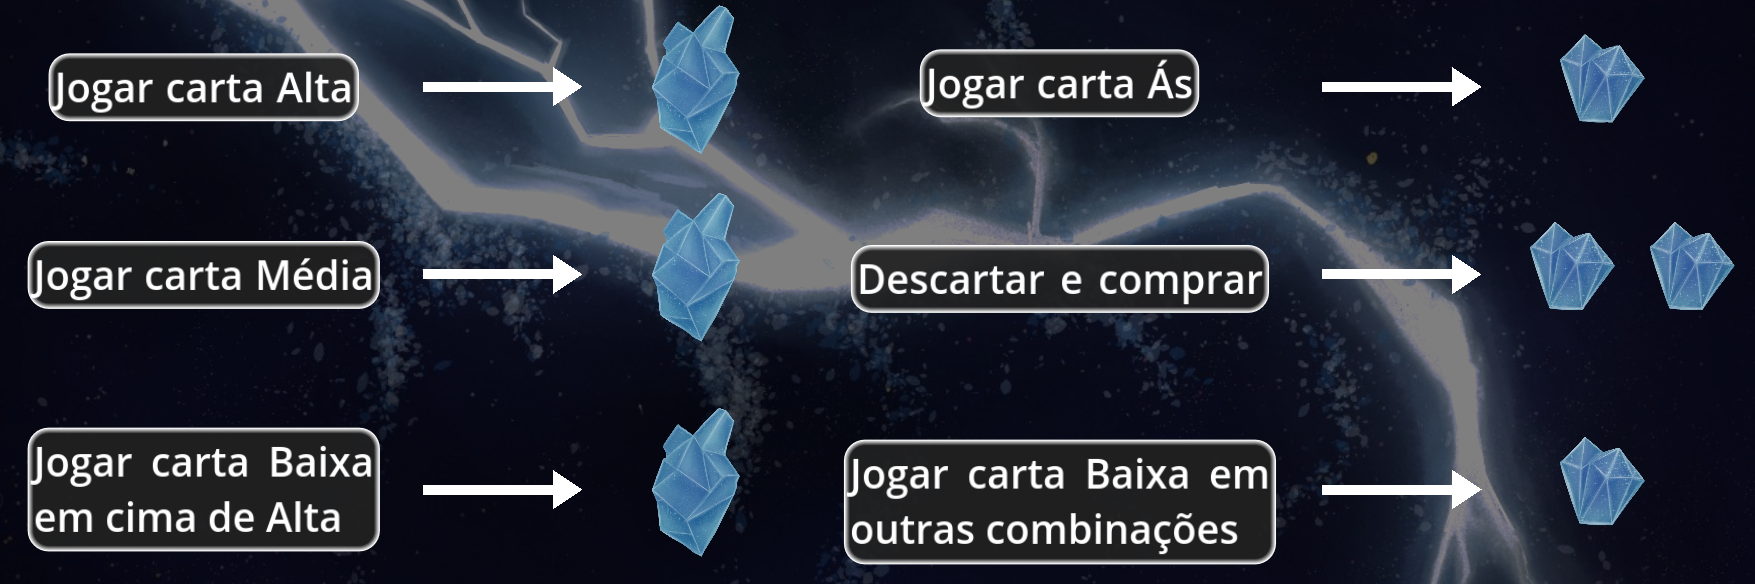 Jogar carta Alta
Jogar carta Ás
Jogar carta Média
Descartar e comprar
Jogar carta Baixa
em cima de Alta
Jogar carta Baixa em
outras combinações